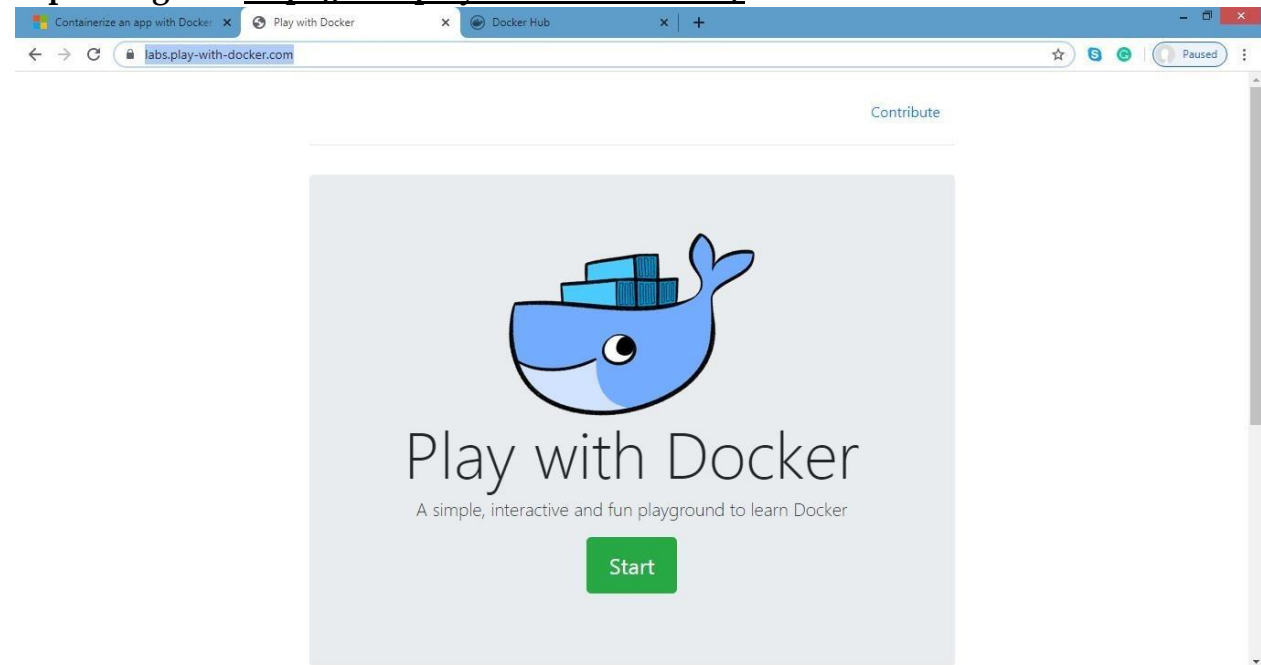 Containerize an app with Docker
Play with Docker
Docker Hub
labs.play-with-docker.com
Paused
Contribute
Play with Docker
A simple, interactive and fun playground to learn Docker
Start